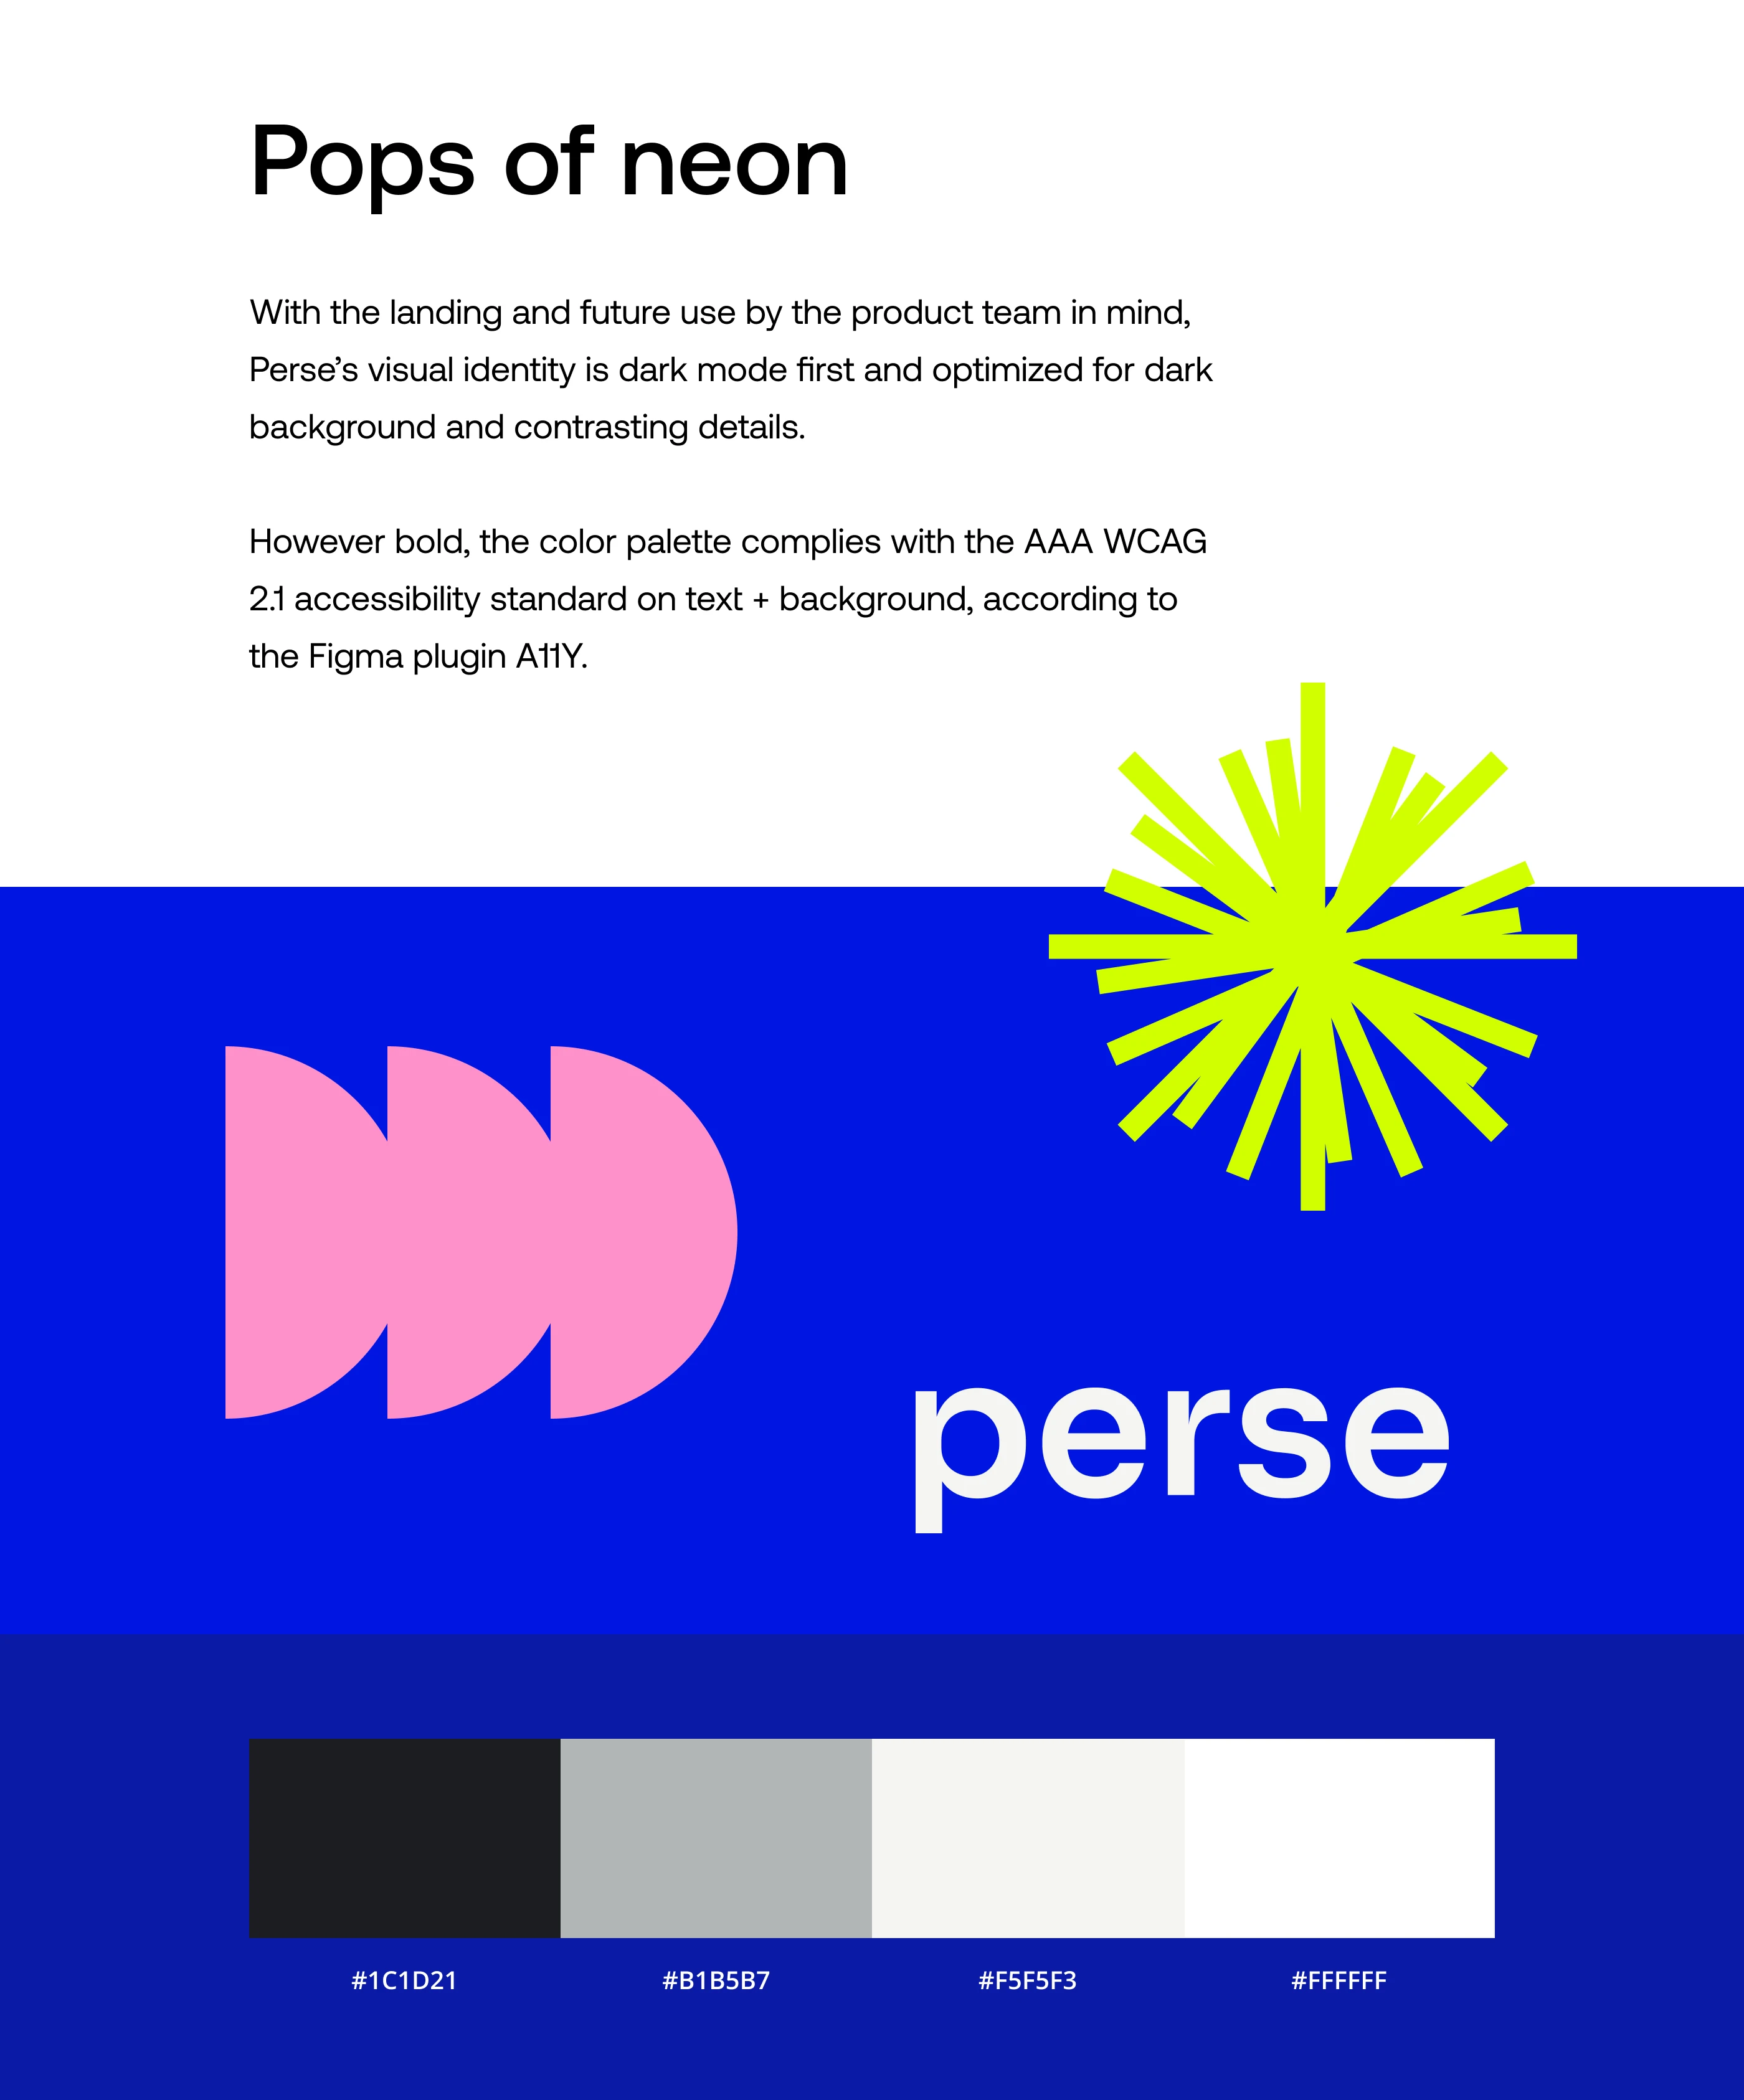 Pops of neon
With the landing and future use by the product team in mind,
Perse’s visual identity is dark mode first and optimized for dark
background and contrasting details.
However bold, the color palette complies with the AAA WCAG
2.1 accessibility standard on text + background, according to
the Figma plugin A11Y.
perse
#1C1D21
#B1B5B7
#F5F5F3
#FFFFFF